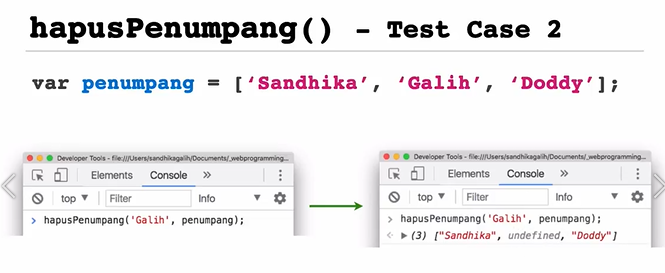 hapusPenumpang() - Test Case 2
var penumpang = [‘Sandhika’, ‘Galih’, ‘Doddy’];
Developer Tools - file:///Users/sandhikagalih/Documents/_webprogramming...
Elements Console »
top ▼ Filter Info ▼
> hapusPenumpang('Galih', penumpang);
Developer Tools - file:///Users/sandhikagalih/Documents/_webprogramming...
Elements Console »
top ▼ Filter Info ▼
> hapusPenumpang('Galih', penumpang);
<· ▶ (3) ["Sandhika", undefined, "Doddy"]